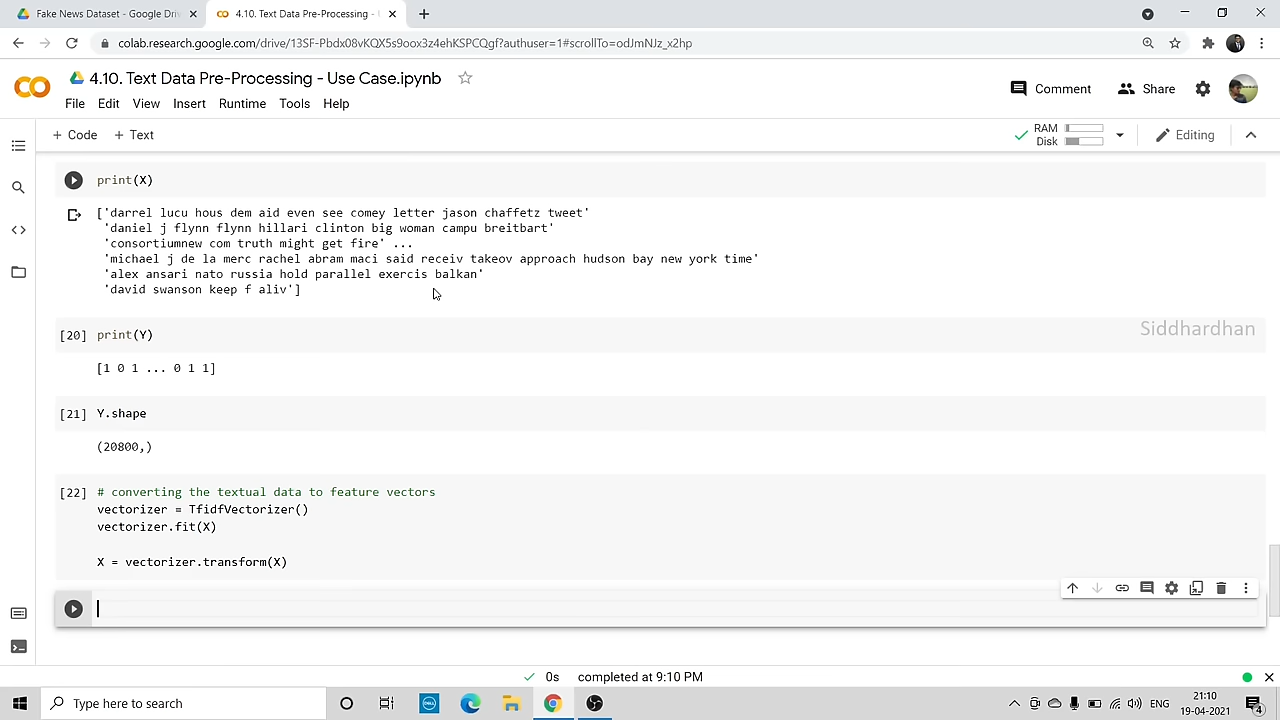 Fake News Dataset - Google Dri
4.10. Text Data Pre-Processing -
colab.research.google.com/drive/13SF-Pbdx08vKQX5s9oox3z4ehKSPCQgf?authuser=1#scrollTo=odJmNJz_x2hp
4.10. Text Data Pre-Processing - Use Case.ipynb
Comment
Share
File Edit View Insert Runtime Tools Help
+ Code + Text
RAM
Disk
Editing
print(X)
['darrel lucu hous dem aid even see comey letter jason chaffetz tweet'
'daniel j flynn flynn hillari clinton big woman campu breitbart'
'consortiumnew com truth might get fire' ...
'michael j de la merc rachel abram maci said receiv takeov approach hudson bay new york time'
'alex ansari nato russia hold parallel exercis balkan'
'david swanson keep f aliv']
Siddhardhan
[20] print(Y)
[1 0 1 ... 0 1 1]
[21] Y.shape
(20800,)
[22] # converting the textual data to feature vectors
vectorizer = TfidfVectorizer()
vectorizer.fit(X)
X = vectorizer.transform(X)
0s completed at 9:10 PM
Type here to search
DELL
ENG
21:10
19-04-2021
4